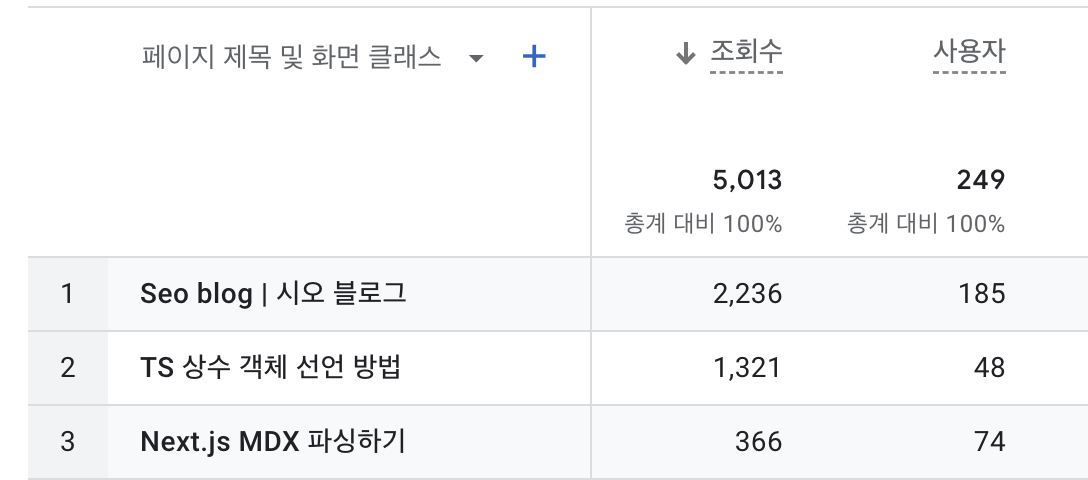 페이지 제목 및 화면 클래스 조회수 사용자
5,013 249
총계 대비 100% 총계 대비 100%
1 Seo blog | 시오 블로그 2,236 185
2 TS 상수 객체 선언 방법 1,321 48
3 Next.js MDX 파싱하기 366 74